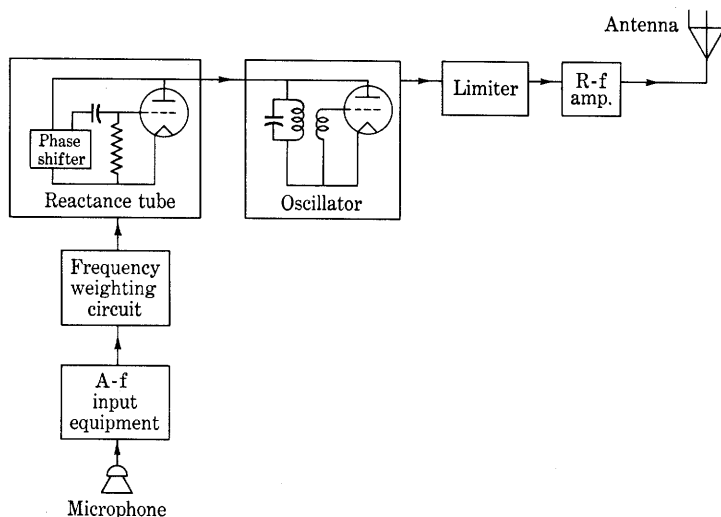 Antenna
Phase
shifter
Reactance tube
Oscillator
Limiter
R-f
amp.
Frequency
weighting
circuit
A-f
input
equipment
Microphone